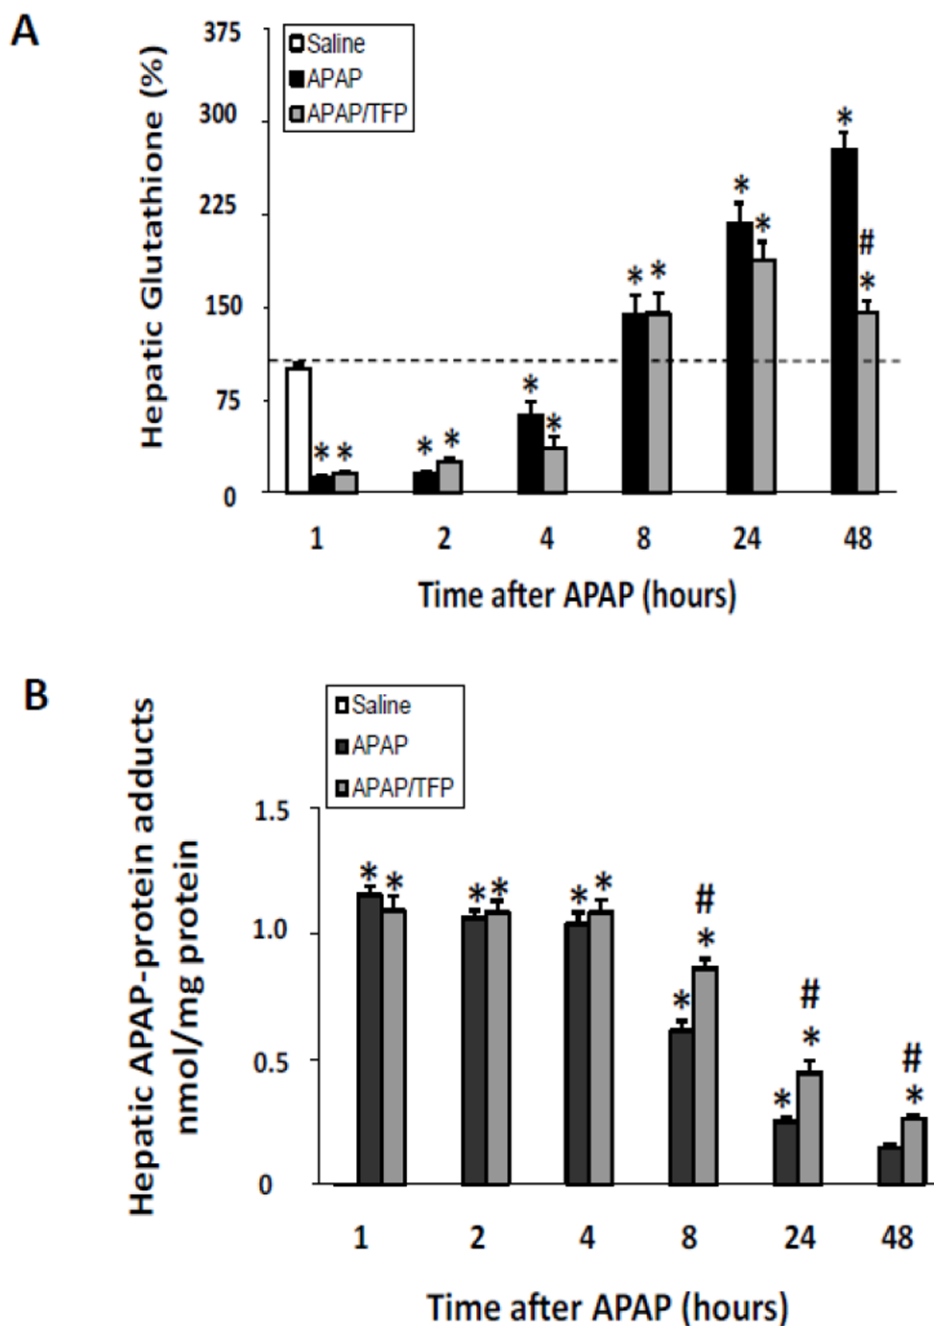 A
Hepatic Glutathione (%)
375
300
225
150
75
0
Saline
APAP
APAP/TFP
* *
* *
* *
* *
* *
* # *
1 2 4 8 24 48
Time after APAP (hours)
B
Hepatic APAP-protein adducts
nmol/mg protein
Saline
APAP
APAP/TFP
1.5
1.0
0.5
0
* *
* *
* *
* # *
* # *
# *
1 2 4 8 24 48
Time after APAP (hours)